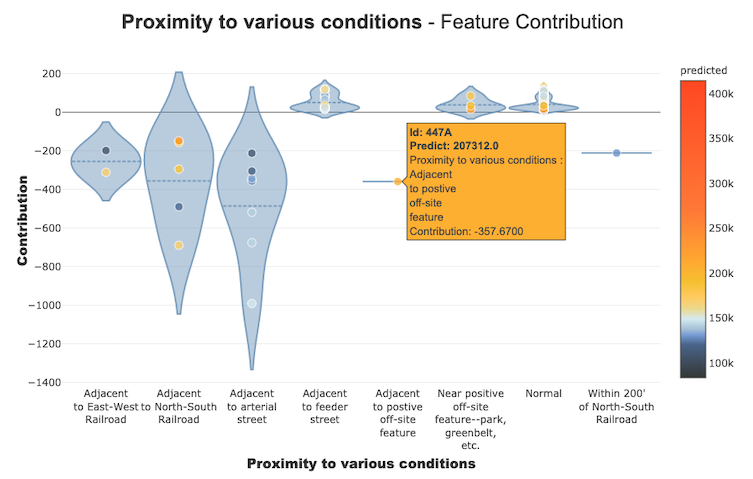 Proximity to various conditions - Feature Contribution
predicted
400k
350k
300k
250k
200k
150k
100k
Contribution
200
0
−200
−400
−600
−800
−1000
−1200
−1400
Id: 447A
Predict: 207312.0
Proximity to various conditions :
Adjacent
to postive
off-site
feature
Contribution: -357.6700
Adjacent
to East-West
Railroad
Adjacent
to North-South
Railroad
Adjacent
to arterial
street
Adjacent
to feeder
street
Adjacent
to postive
off-site
feature
Near positive
off-site
feature--park,
greenbelt,
etc.
Normal
Within 200'
of North-South
Railroad
Proximity to various conditions